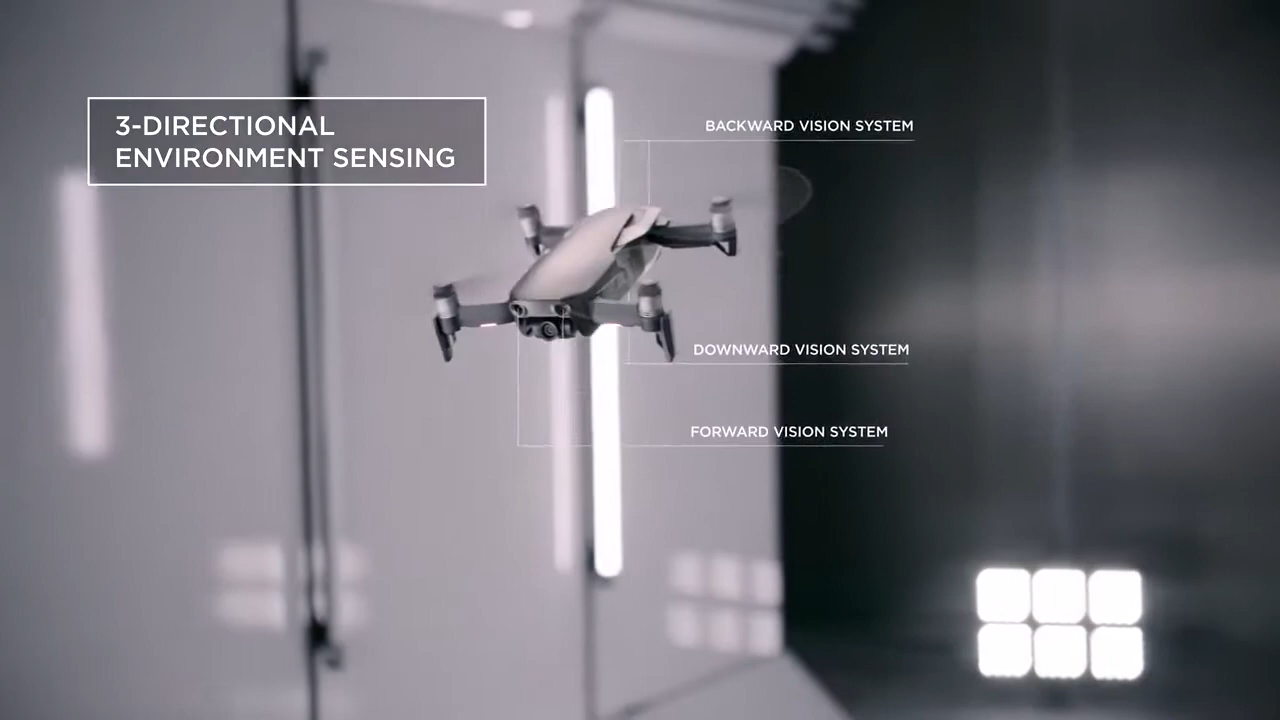 3-DIRECTIONAL
ENVIRONMENT SENSING
BACKWARD VISION SYSTEM
DOWNWARD VISION SYSTEM
FORWARD VISION SYSTEM